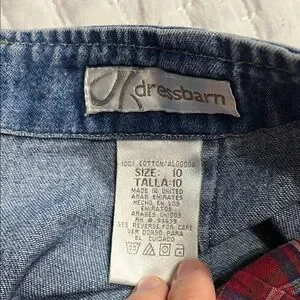 dressbarn
100% COTTON/ALGODON
SIZE: 10
TALLA: 10
MADE IN UNITED
ARAB EMIRATES
HECHO EN LOS
EMIRATOS
ARABES UNIDOS
RN #
SEE REVERSE FOR CARE
VER DORSO PARA
EL CUIDADO